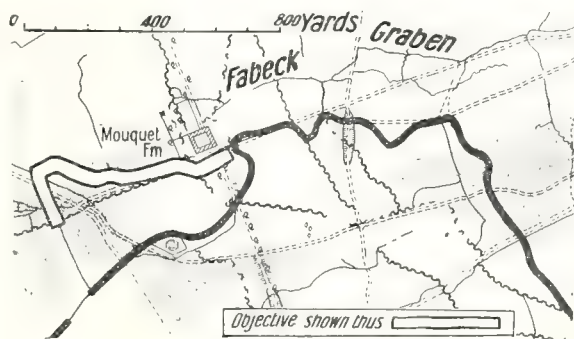 0 400 800 Yards
Fabeck Graben
Mouquet
Fm
Objective shown thus